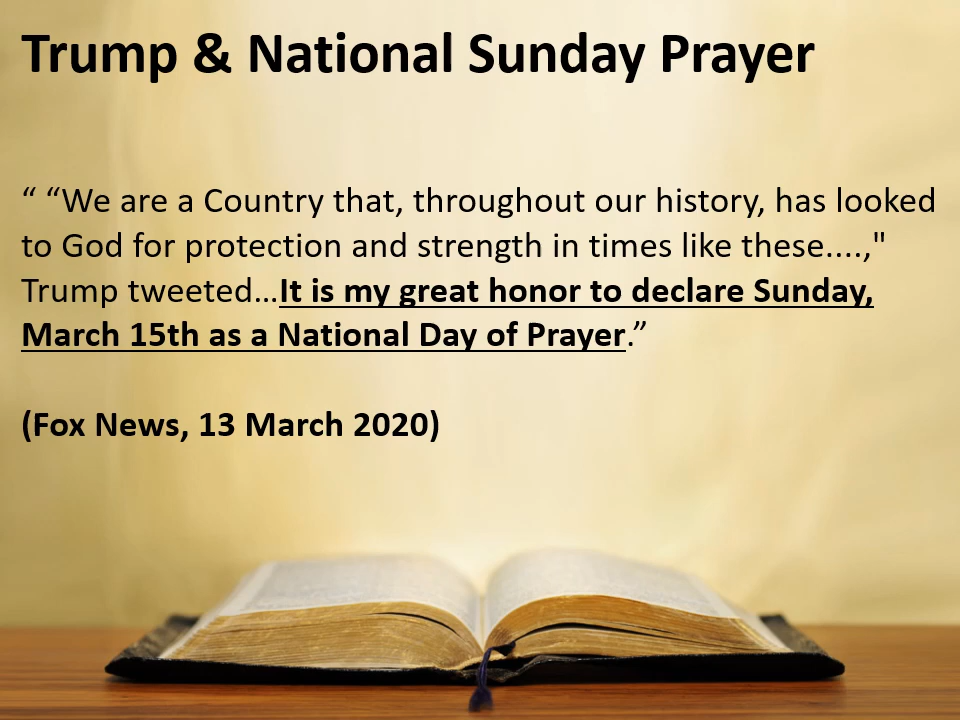 Trump & National Sunday Prayer
“ “We are a Country that, throughout our history, has looked
to God for protection and strength in times like these....,"
Trump tweeted…It is my great honor to declare Sunday,
March 15th as a National Day of Prayer.”
(Fox News, 13 March 2020)